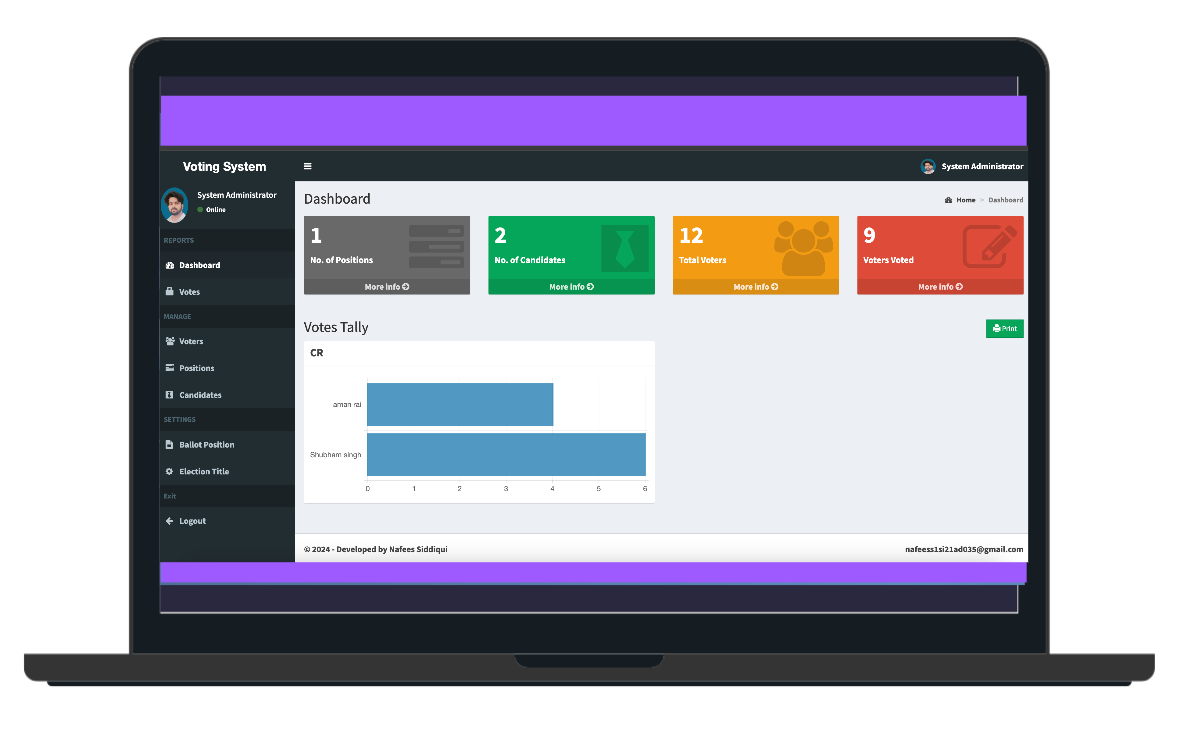 Voting System
System Administrator
System Administrator
Online
REPORTS
Dashboard
Votes
MANAGE
Voters
Positions
Candidates
SETTINGS
Ballot Position
Election Title
Exit
Logout
Dashboard
Home > Dashboard
1
No. of Positions
More info
2
No. of Candidates
More info
12
Total Voters
More info
9
Voters Voted
More info
Votes Tally
Print
CR
aman rai
Shubham singh
0 1 2 3 4 5 6
© 2024 - Developed by Nafees Siddiqui
nafeess1si21ad035@gmail.com